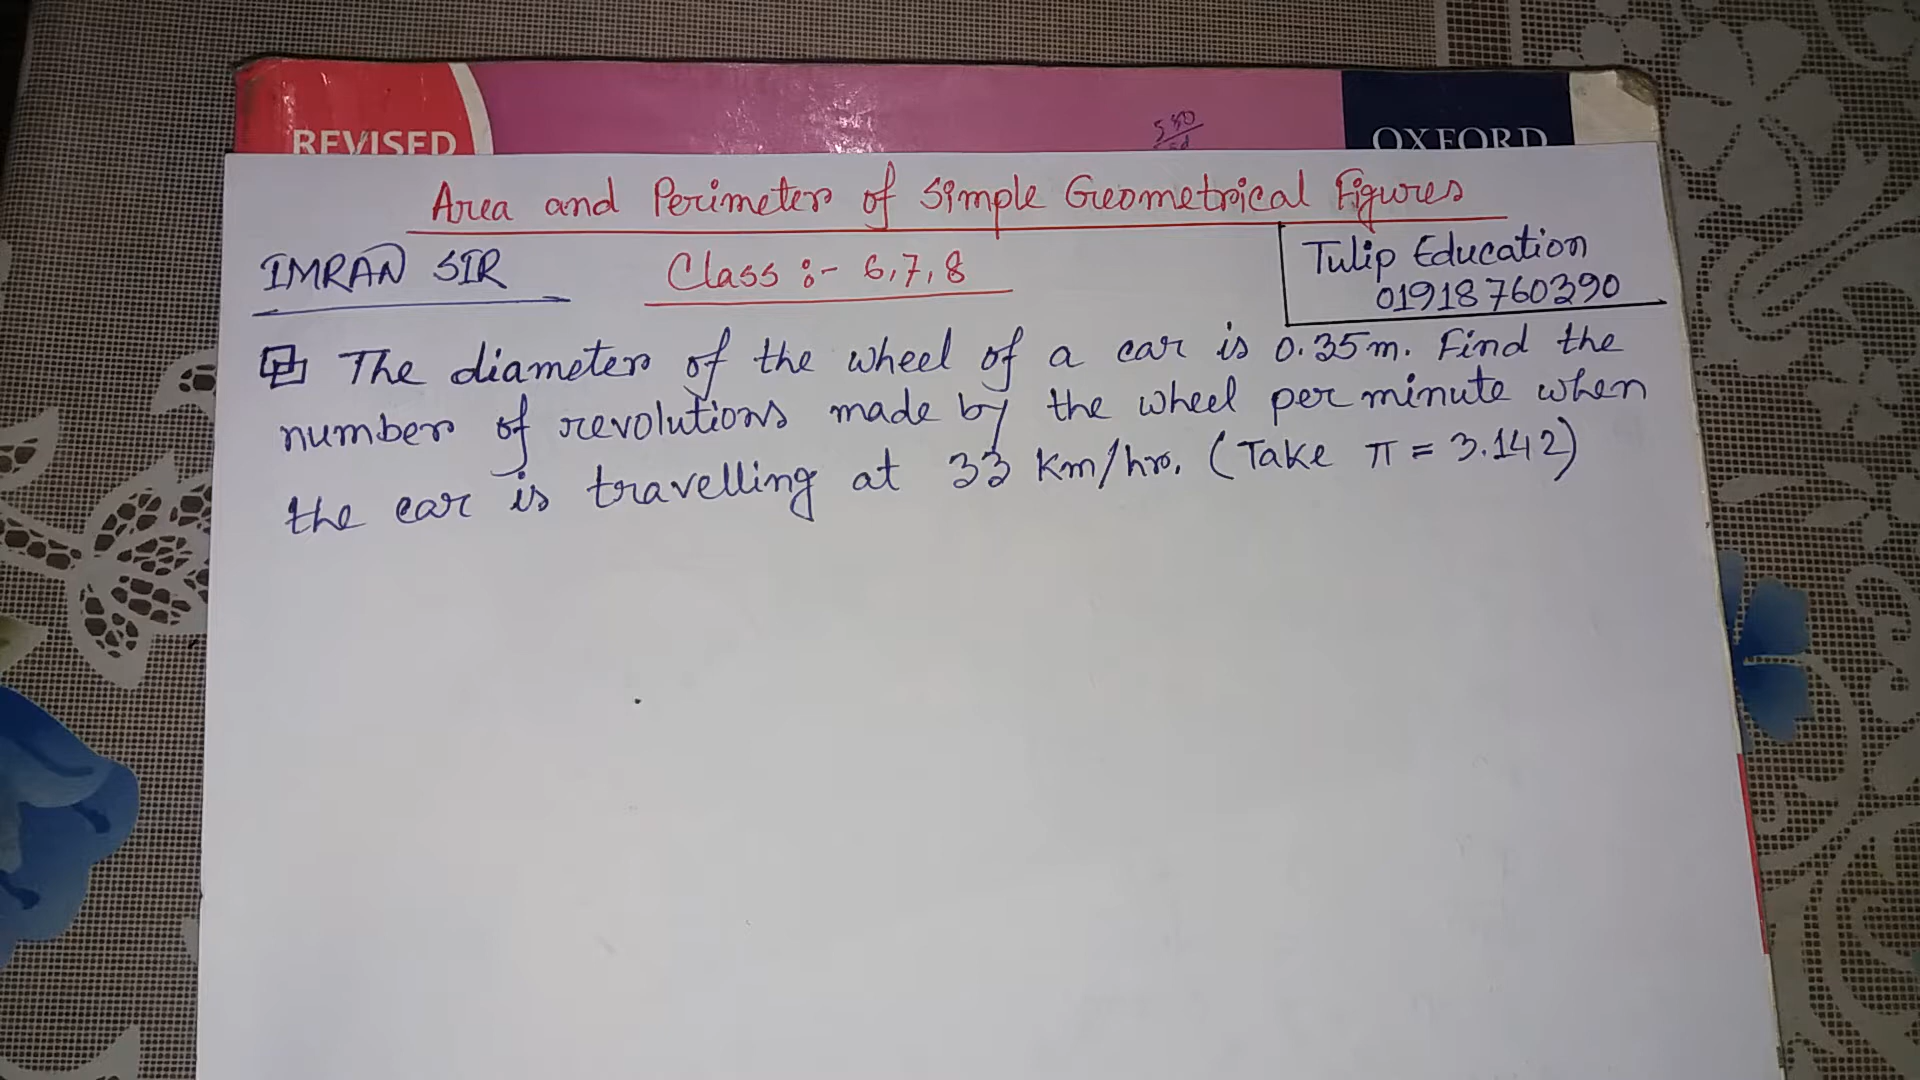 REVISED
OXFORD
Area and Perimeter of Simple Geometrical Figures
IMRAN SIR
Class :- 6,7,8
Tulip Education
01918760390
The diameter of the wheel of a car is 0.35m. Find the
number of revolutions made by the wheel per minute when
the car is travelling at 33 km/hr. (Take π = 3.142)